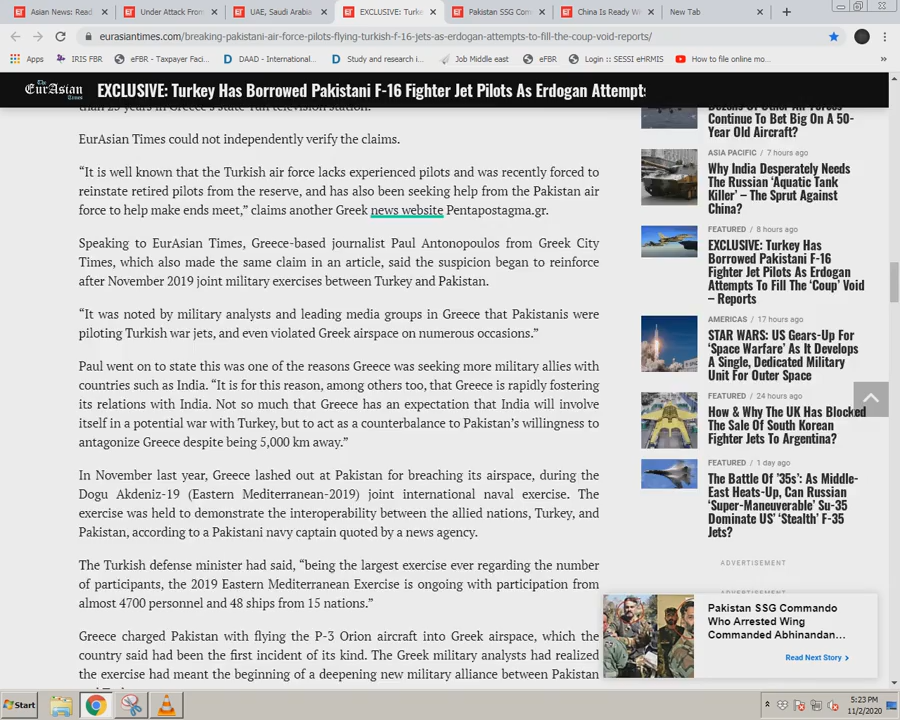 Asian News: Read
Under Attack From
UAE, Saudi Arabia
EXCLUSIVE: Turke
Pakistan SSG Com
China Is Ready W
New Tab
eurasiantimes.com/breaking-pakistani-air-force-pilots-flying-turkish-f-16-jets-as-erdogan-attempts-to-fill-the-coup-void-reports/
Apps
IRIS FBR
eFBR - Taxpayer Faci...
DAAD - International...
Study and research i...
Job Middle east
eFBR
Login :: SESSI eHRMIS
How to file online mo...
The EurAsian Times
EXCLUSIVE: Turkey Has Borrowed Pakistani F-16 Fighter Jet Pilots As Erdogan Attempts
than 25 years in Greece's state-run television station.
EurAsian Times could not independently verify the claims.
“It is well known that the Turkish air force lacks experienced pilots and was recently forced to
reinstate retired pilots from the reserve, and has also been seeking help from the Pakistan air
force to help make ends meet,” claims another Greek news website Pentapostagma.gr.
Speaking to EurAsian Times, Greece-based journalist Paul Antonopoulos from Greek City
Times, which also made the same claim in an article, said the suspicion began to reinforce
after November 2019 joint military exercises between Turkey and Pakistan.
“It was noted by military analysts and leading media groups in Greece that Pakistanis were
piloting Turkish war jets, and even violated Greek airspace on numerous occasions.”
Paul went on to state this was one of the reasons Greece was seeking more military allies with
countries such as India. “It is for this reason, among others too, that Greece is rapidly fostering
its relations with India. Not so much that Greece has an expectation that India will involve
itself in a potential war with Turkey, but to act as a counterbalance to Pakistan's willingness to
antagonize Greece despite being 5,000 km away.”
In November last year, Greece lashed out at Pakistan for breaching its airspace, during the
Dogu Akdeniz-19 (Eastern Mediterranean-2019) joint international naval exercise. The
exercise was held to demonstrate the interoperability between the allied nations, Turkey, and
Pakistan, according to a Pakistani navy captain quoted by a news agency.
The Turkish defense minister had said, “being the largest exercise ever regarding the number
of participants, the 2019 Eastern Mediterranean Exercise is ongoing with participation from
almost 4700 personnel and 48 ships from 15 nations.”
Greece charged Pakistan with flying the P-3 Orion aircraft into Greek airspace, which the
country said had been the first incident of its kind. The Greek military analysts had realized
the exercise had meant the beginning of a deepening new military alliance between Pakistan
Dozens Of Other Air Forces
Continue To Bet Big On A 50-
Year Old Aircraft?
ASIA PACIFIC / 7 hours ago
Why India Desperately Needs
The Russian ‘Aquatic Tank
Killer’ – The Sprut Against
China?
FEATURED / 8 hours ago
EXCLUSIVE: Turkey Has
Borrowed Pakistani F-16
Fighter Jet Pilots As Erdogan
Attempts To Fill The ‘Coup’ Void
– Reports
AMERICAS / 17 hours ago
STAR WARS: US Gears-Up For
‘Space Warfare’ As It Develops
A Single, Dedicated Military
Unit For Outer Space
FEATURED / 24 hours ago
How & Why The UK Has Blocked
The Sale Of South Korean
Fighter Jets To Argentina?
FEATURED / 1 day ago
The Battle Of ’35s’: As Middle-
East Heats-Up, Can Russian
‘Super-Maneuverable’ Su-35
Dominate US’ ‘Stealth’ F-35
Jets?
ADVERTISEMENT
ADVERTISEMENT
Pakistan SSG Commando
Who Arrested Wing
Commanded Abhinandan...
Read Next Story
Start
5:23 PM
11/2/2020